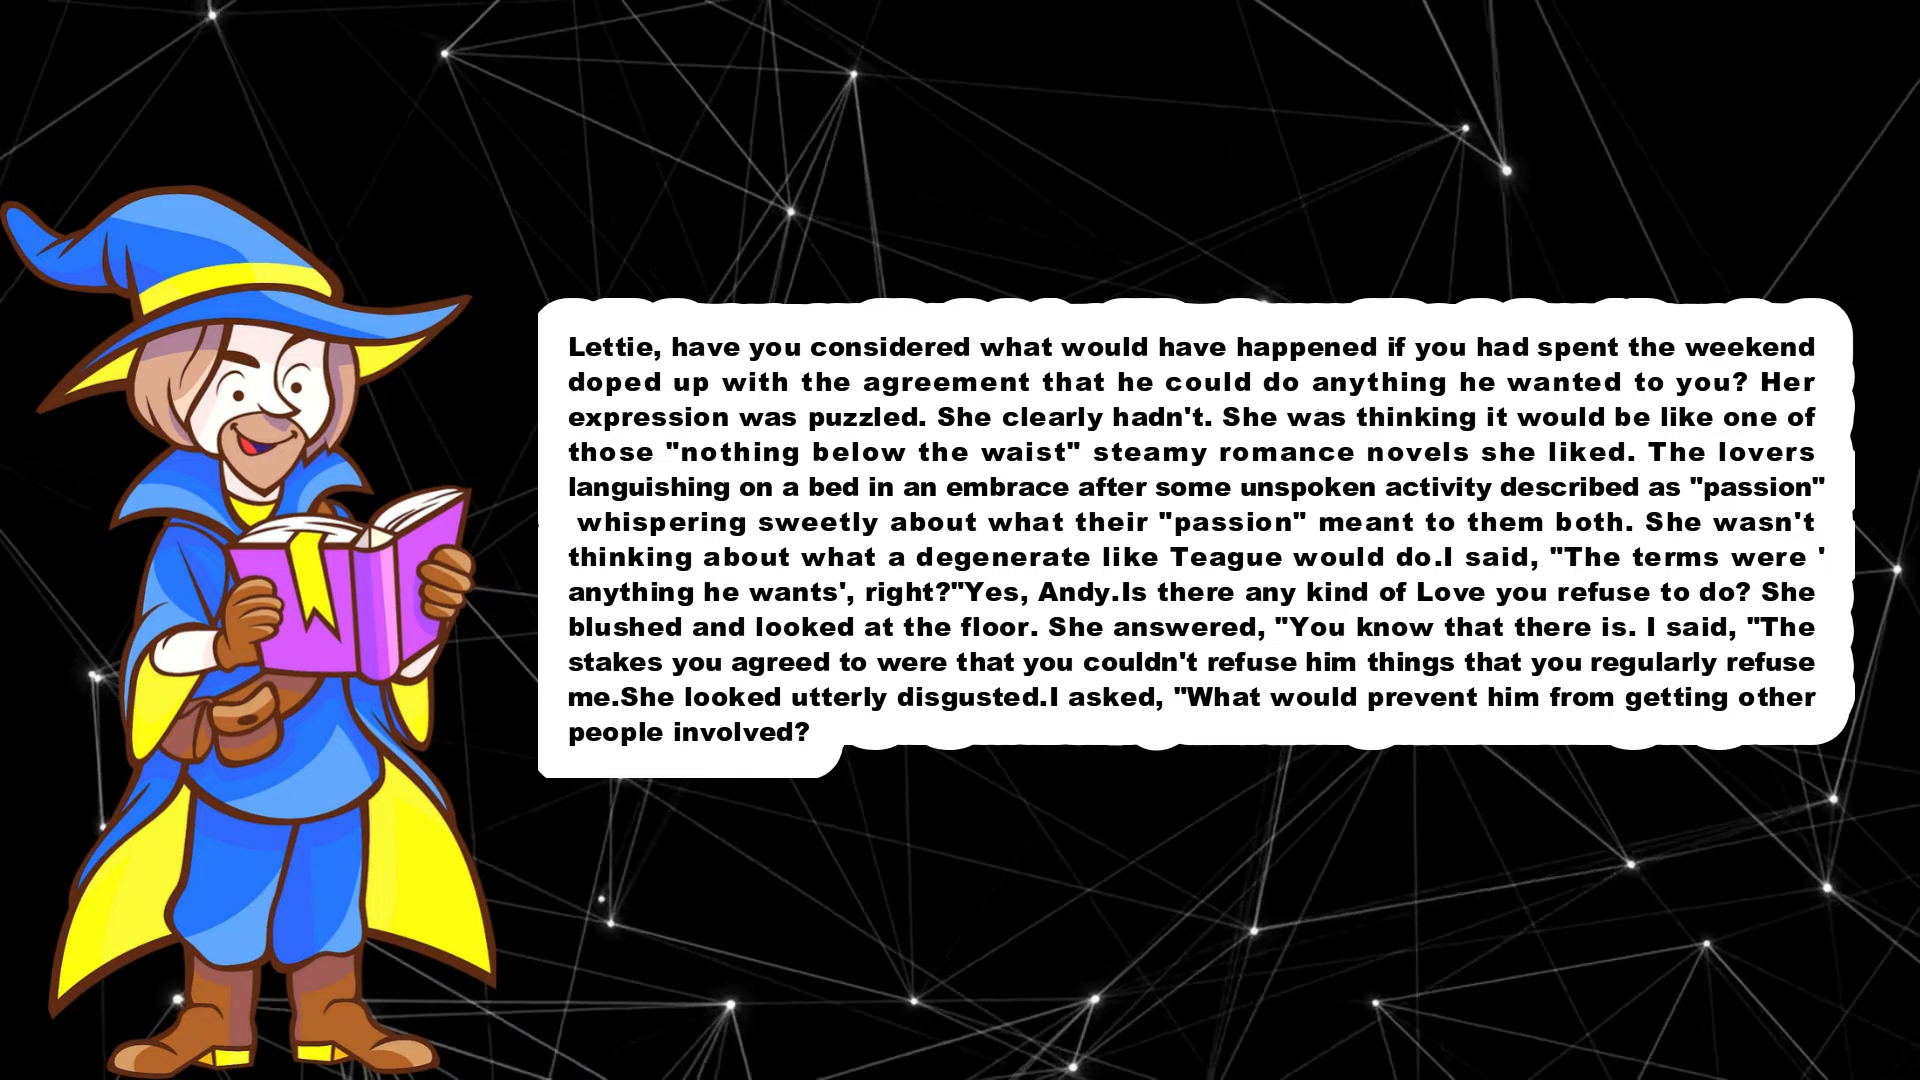 Lettie, have you considered what would have happened if you had spent the weekend
doped up with the agreement that he could do anything he wanted to you? Her
expression was puzzled. She clearly hadn't. She was thinking it would be like one of
those "nothing below the waist" steamy romance novels she liked. The lovers
languishing on a bed in an embrace after some unspoken activity described as "passion"
whispering sweetly about what their "passion" meant to them both. She wasn't
thinking about what a degenerate like Teague would do.I said, "The terms were '
anything he wants', right?"Yes, Andy.Is there any kind of Love you refuse to do? She
blushed and looked at the floor. She answered, "You know that there is. I said, "The
stakes you agreed to were that you couldn't refuse him things that you regularly refuse
me.She looked utterly disgusted.I asked, "What would prevent him from getting other
people involved?